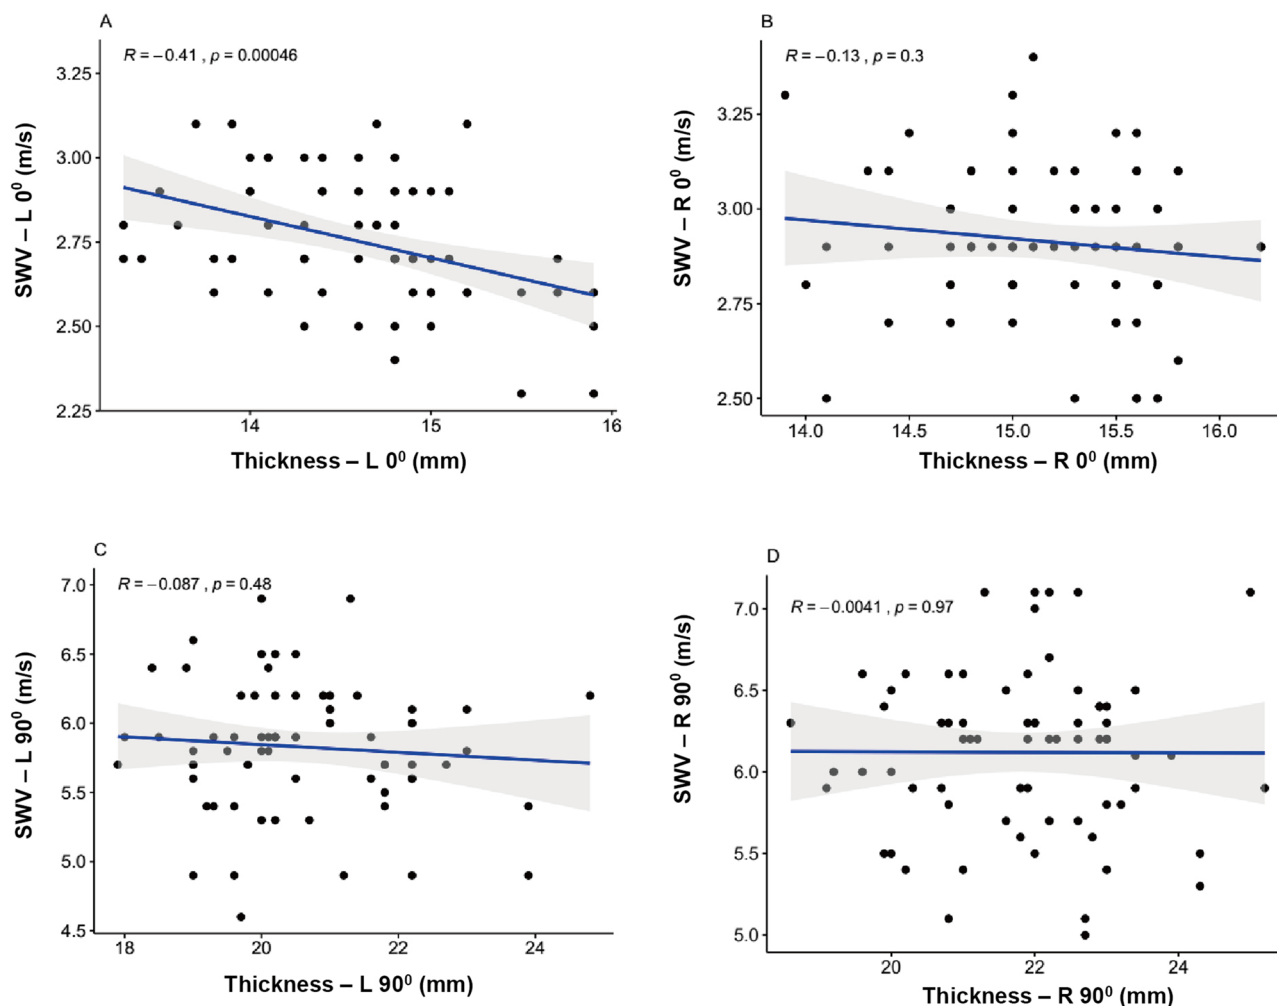 A
R = −0.41 , p = 0.00046
3.25
3.00
2.75
2.50
2.25
14
15
16
SWV – L 0⁰ (m/s)
Thickness – L 0⁰ (mm)
B
R = −0.13 , p = 0.3
3.25
3.00
2.75
2.50
14.0
14.5
15.0
15.5
16.0
SWV – R 0⁰ (m/s)
Thickness – R 0⁰ (mm)
C
R = −0.087 , p = 0.48
7.0
6.5
6.0
5.5
5.0
4.5
18
20
22
24
SWV – L 90⁰ (m/s)
Thickness – L 90⁰ (mm)
D
R = −0.0041 , p = 0.97
7.0
6.5
6.0
5.5
5.0
20
22
24
SWV – R 90⁰ (m/s)
Thickness – R 90⁰ (mm)